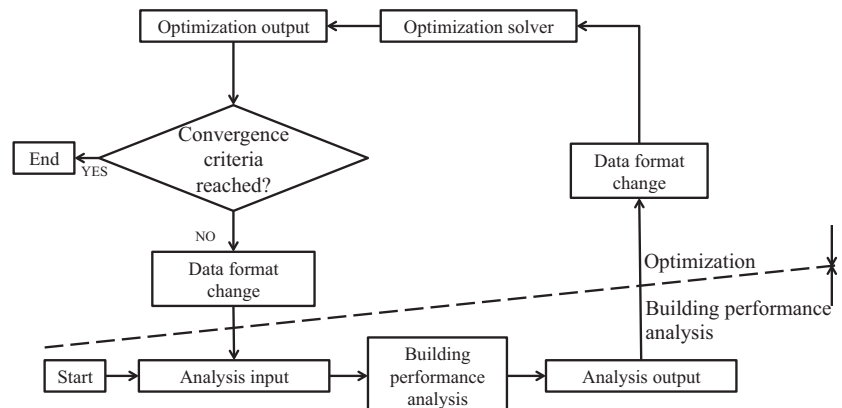 Optimization output
Optimization solver
Convergence
criteria
reached?
End
YES
NO
Data format
change
Data format
change
Optimization
Building performance
analysis
Start
Analysis input
Building
performance
analysis
Analysis output